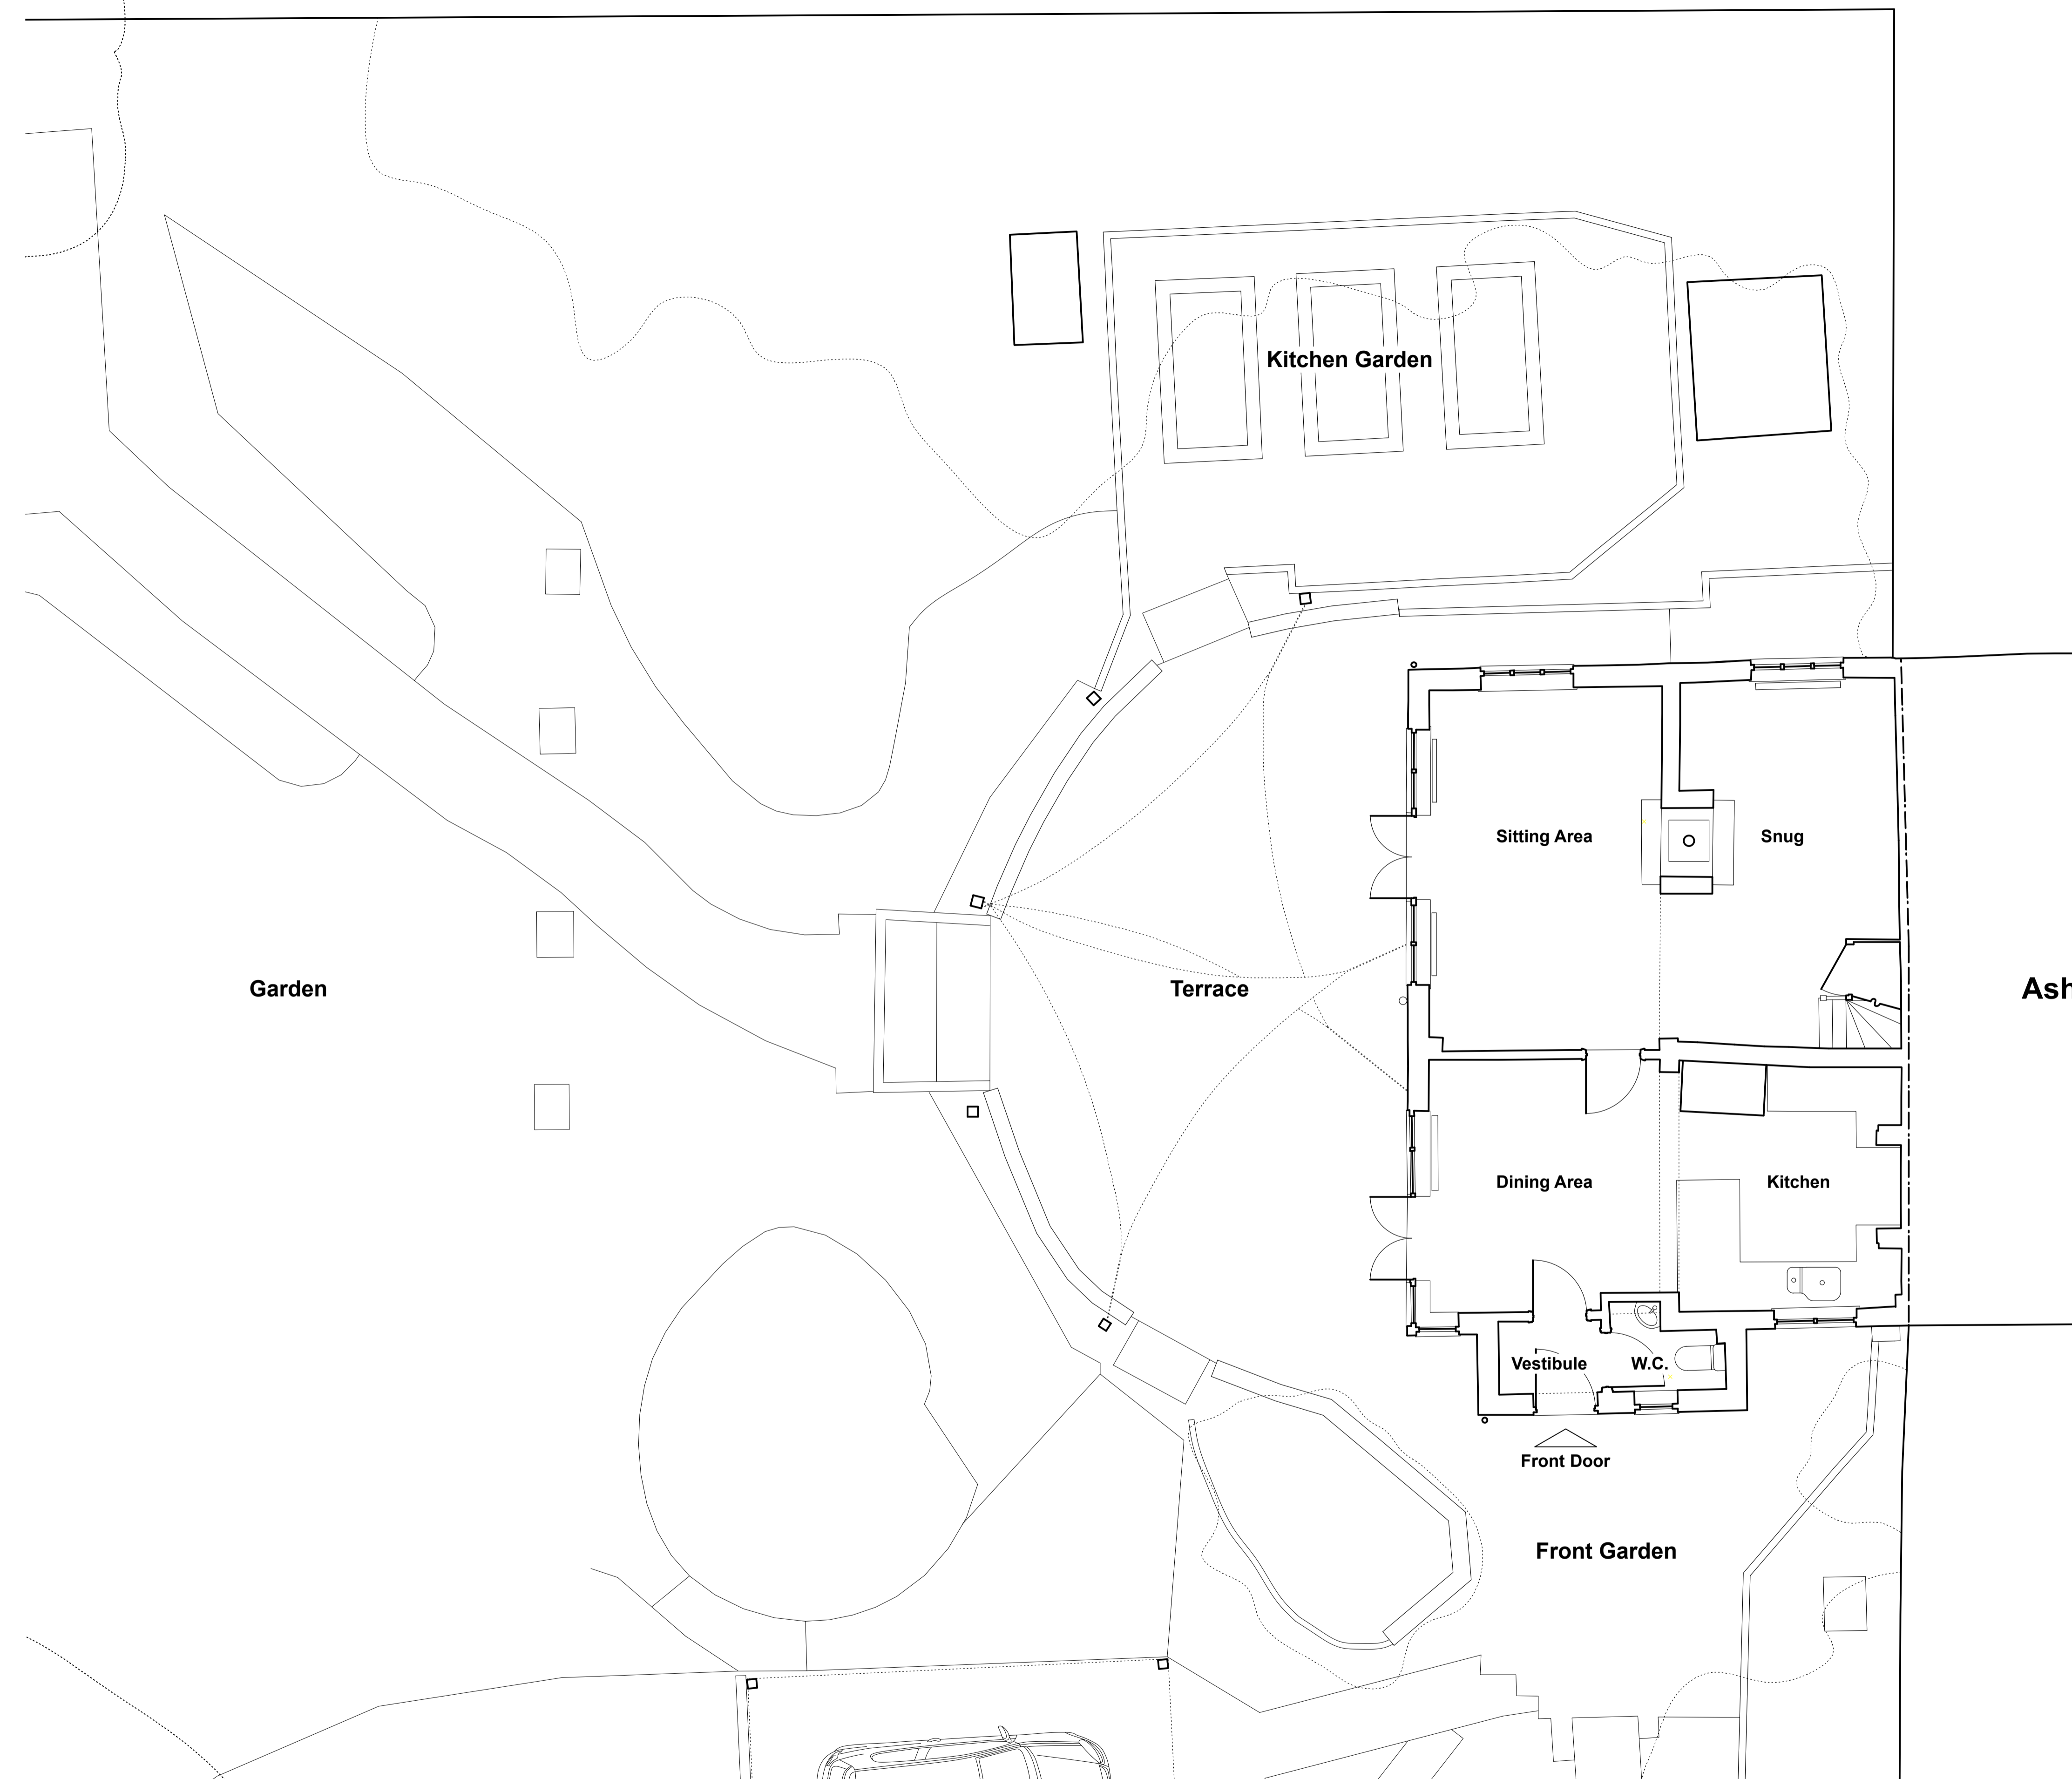 Kitchen Garden
Sitting Area
Snug
Garden
Terrace
Ash
Dining Area
Kitchen
Vestibule
W.C.
Front Door
Front Garden